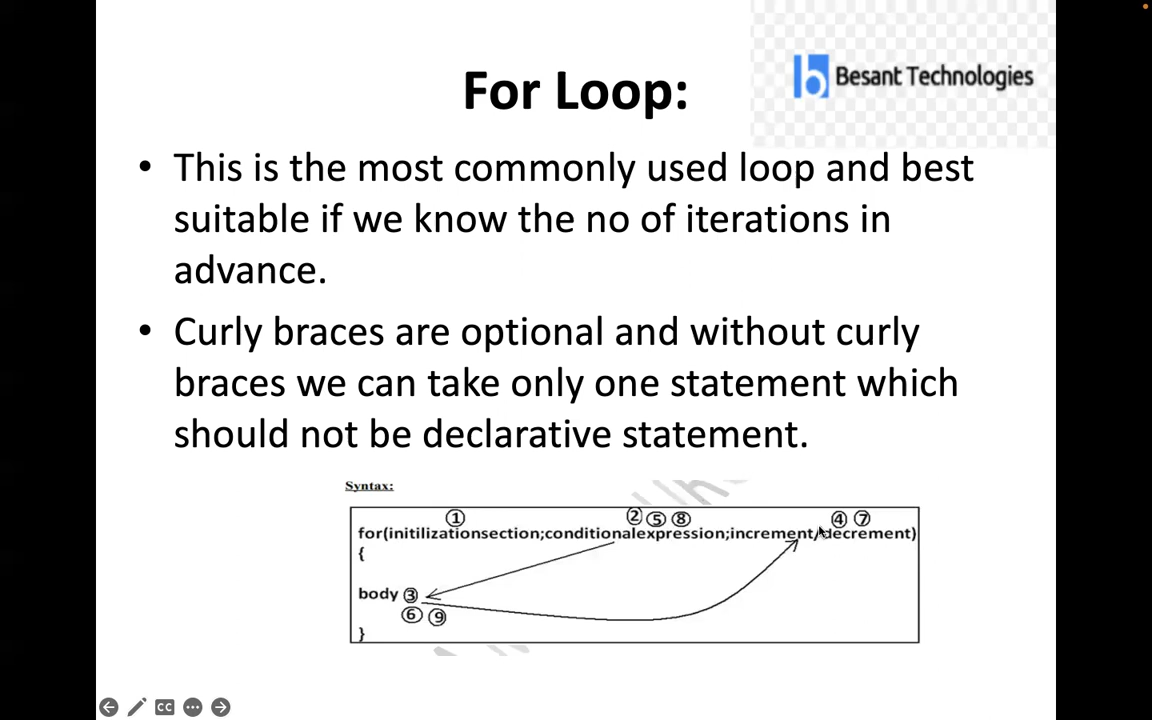 Besant Technologies
For Loop:
• This is the most commonly used loop and best
suitable if we know the no of iterations in
advance.
• Curly braces are optional and without curly
braces we can take only one statement which
should not be declarative statement.
Syntax:
① ② ⑤ ⑧ ④ ⑦
for(initilizationsection;conditionalexpression;increment/decrement)
{
body ③
⑥ ⑨
}
CC